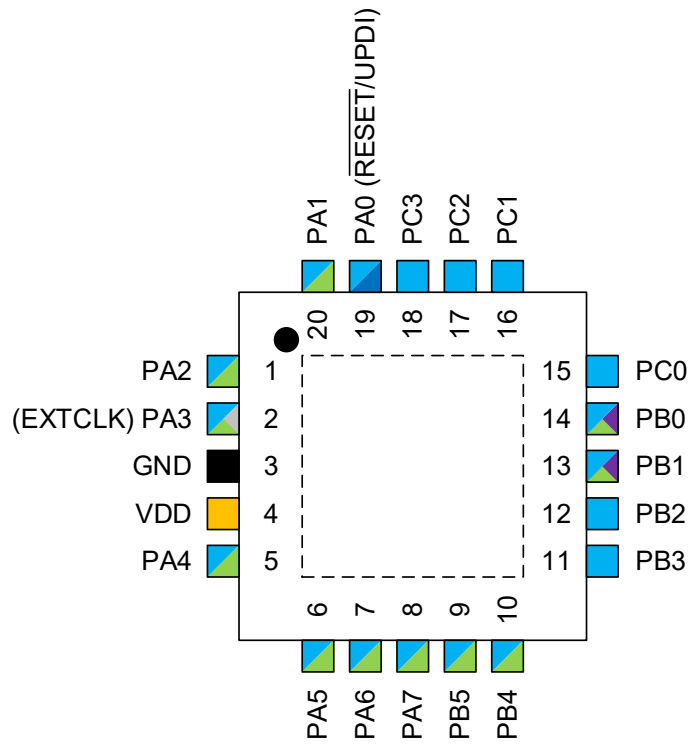 PA1
PA0 (RESET/UPDI)
PC3
PC2
PC1
20
19
18
17
16
PA2
1
(EXTCLK) PA3
2
GND
3
VDD
4
PA4
5
15
PC0
14
PB0
13
PB1
12
PB2
11
PB3
6
7
8
9
10
PA5
PA6
PA7
PB5
PB4